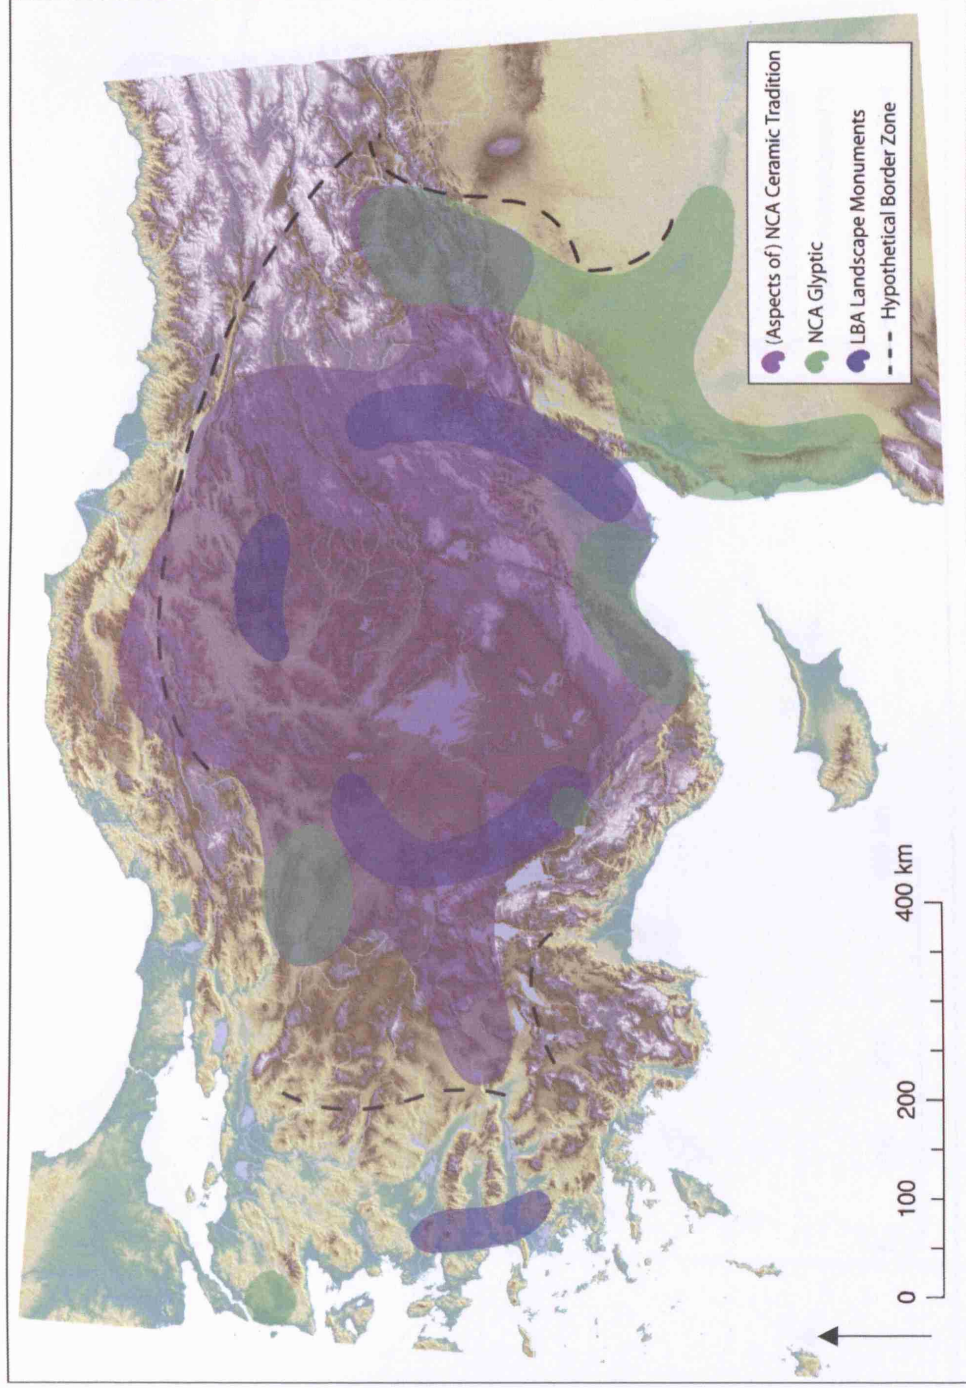 (Aspects of) NCA Ceramic Tradition
NCA Glyptic
LBA Landscape Monuments
Hypothetical Border Zone
0 100 200 400 km